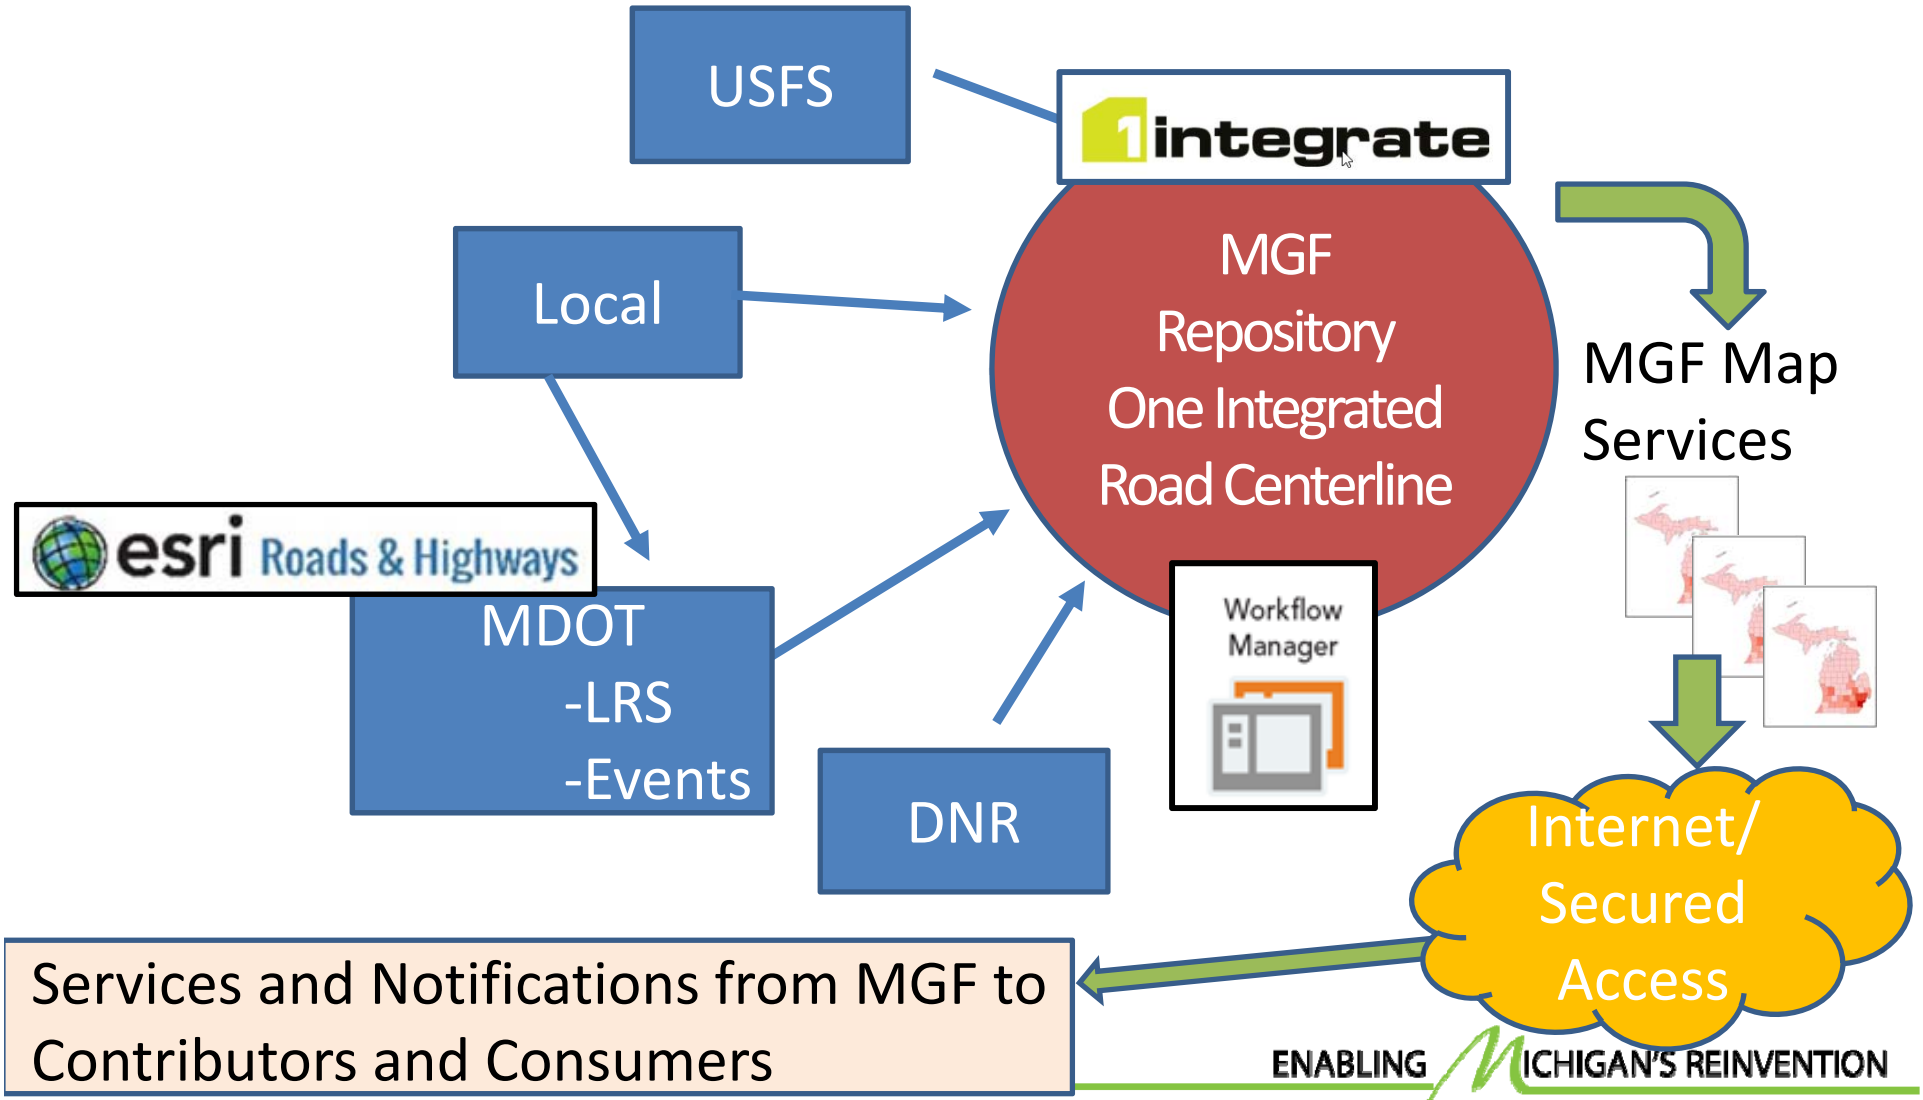 USFS
1integrate
Local
MGF
Repository
One Integrated
Road Centerline
MGF Map
Services
esri Roads & Highways
MDOT
-LRS
-Events
Workflow
Manager
DNR
Internet/
Secured
Access
Services and Notifications from MGF to
Contributors and Consumers
ENABLING MICHIGAN'S REINVENTION